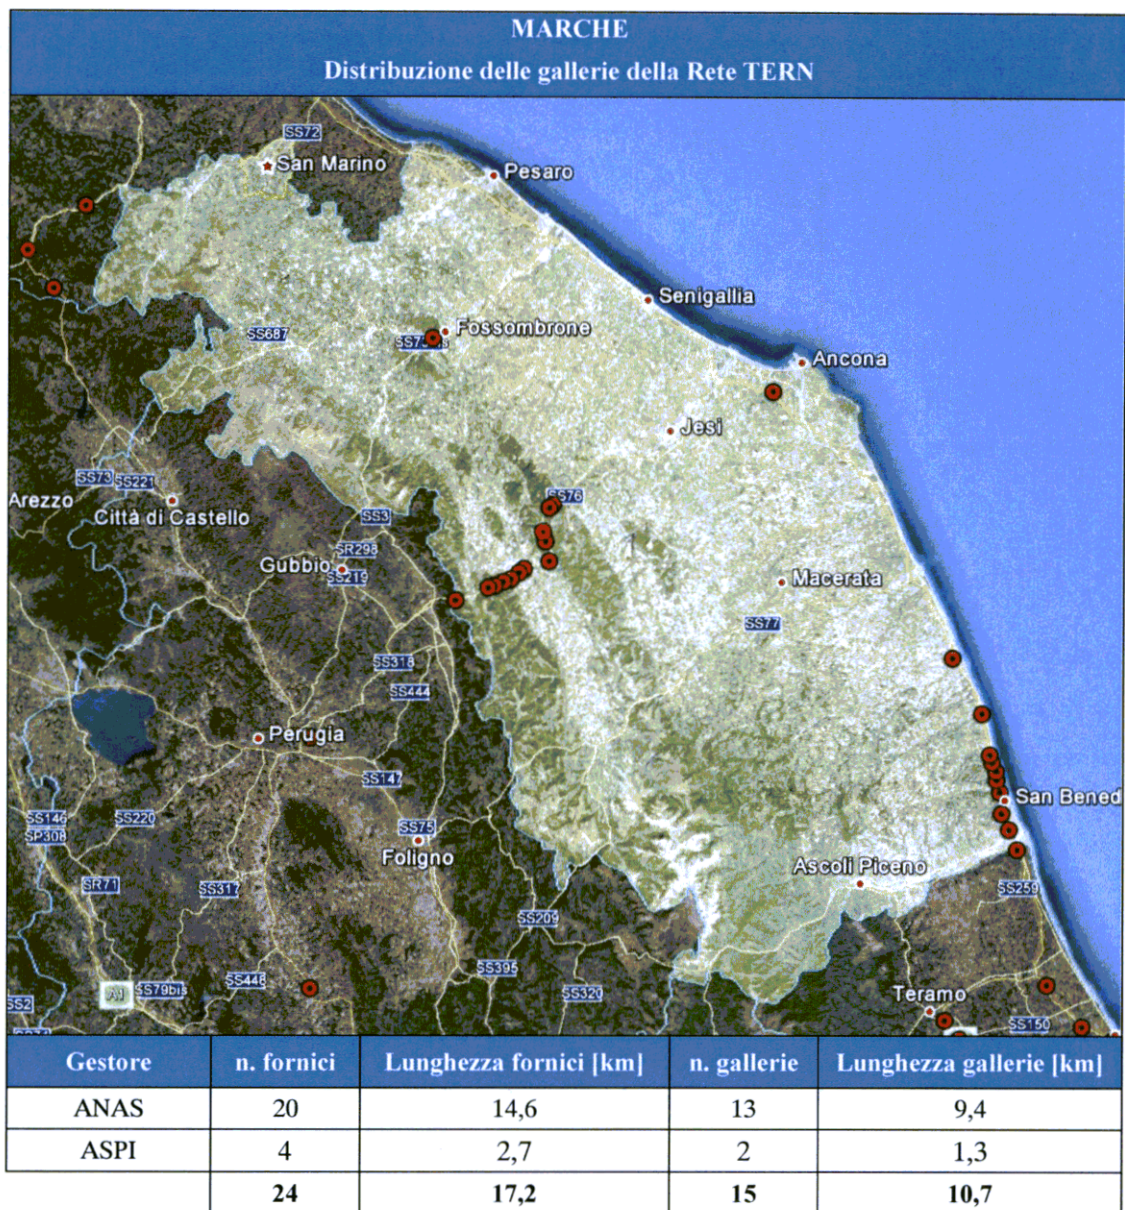 MARCHE
Distribuzione delle gallerie della Rete TERN
SS72
San Marino
Pesaro
Senigallia
Fossombrone
SS687
Ancona
Jesi
SS73
SS221
Arezzo
Città di Castello
SS76
SS3
SR298
Gubbio
SS219
Macerata
SS77
SS318
SS444
Perugia
SS147
San Bened
SS146
SS220
SP308
SS75
Foligno
Ascoli Piceno
SR71
SS317
SS259
SS209
SS448
SS395
A1
SS79bis
SS320
Teramo
SS2
SS150
Gestore n. fornici Lunghezza fornici [km] n. gallerie Lunghezza gallerie [km]
ANAS 20 14,6 13 9,4
ASPI 4 2,7 2 1,3
24 17,2 15 10,7